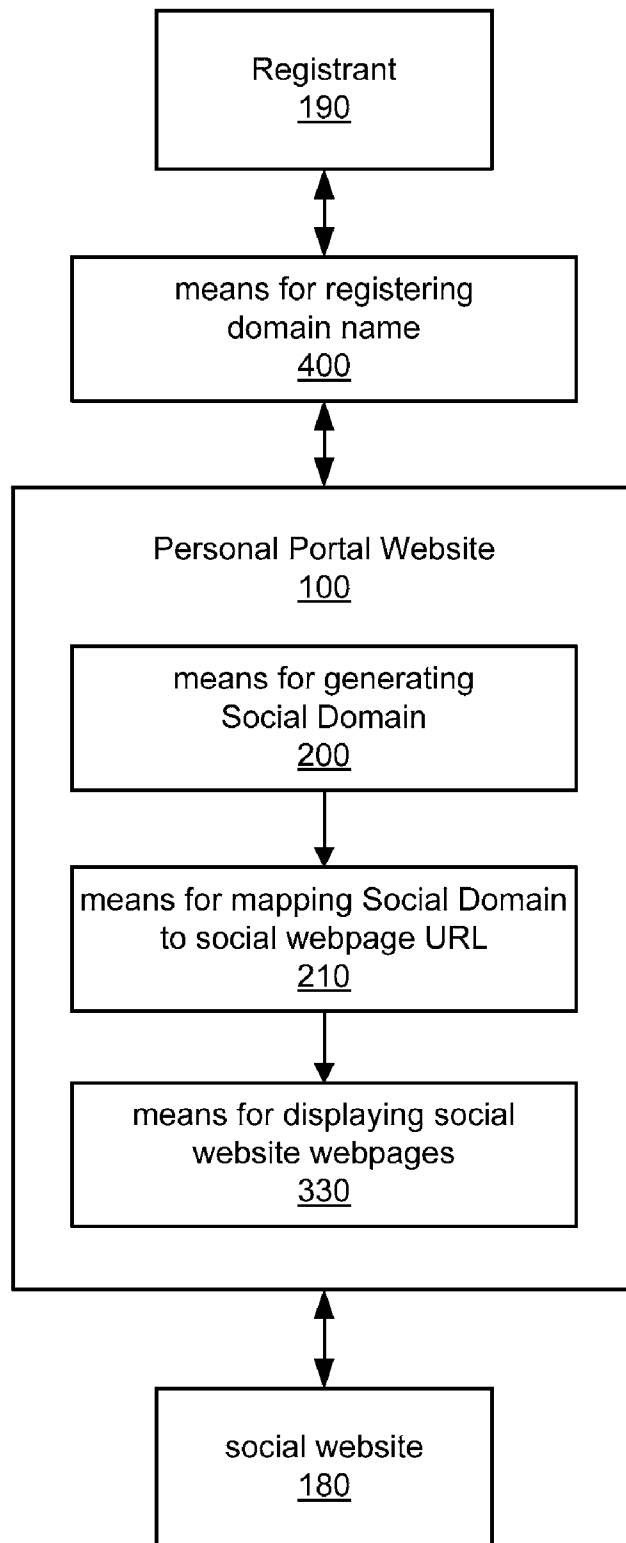 Registrant
190
means for registering
domain name
400
Personal Portal Website
100
means for generating
Social Domain
200
means for mapping Social Domain
to social webpage URL
210
means for displaying social
website webpages
330
social website
180